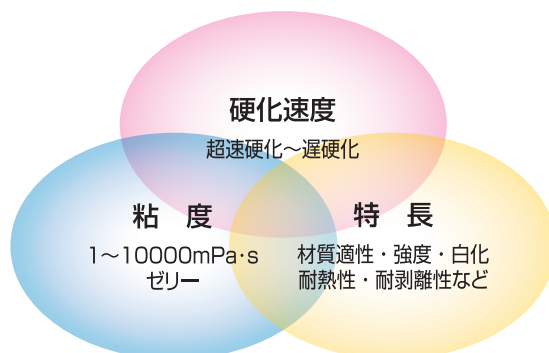 硬化速度
超速硬化～遅硬化
粘　度
1～10000mPa·s
ゼリー
特　長
材質適性・強度・白化
耐熱性・耐剥離性など